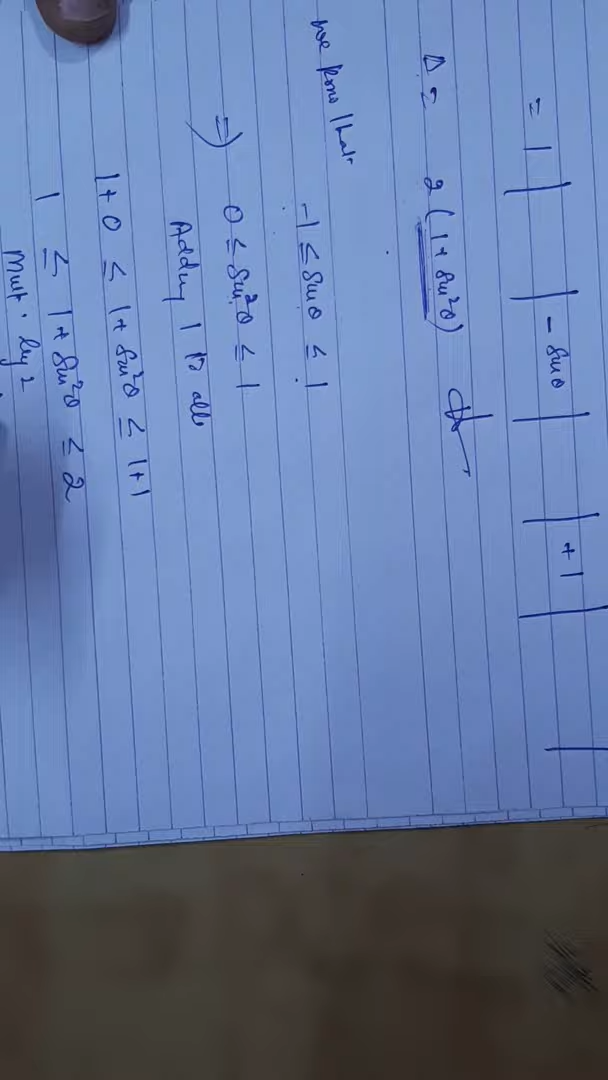 = 1 | | - sinθ | | + 1 | |
Δ = 2(1 + sin²θ)
we know that
-1 ≤ sinθ ≤ 1
⇒) 0 ≤ sin²θ ≤ 1
Adding 1 to all
1+0 ≤ 1+ sin²θ ≤ 1+1
1 ≤ 1+ sin²θ ≤ 2
Mult. by 2